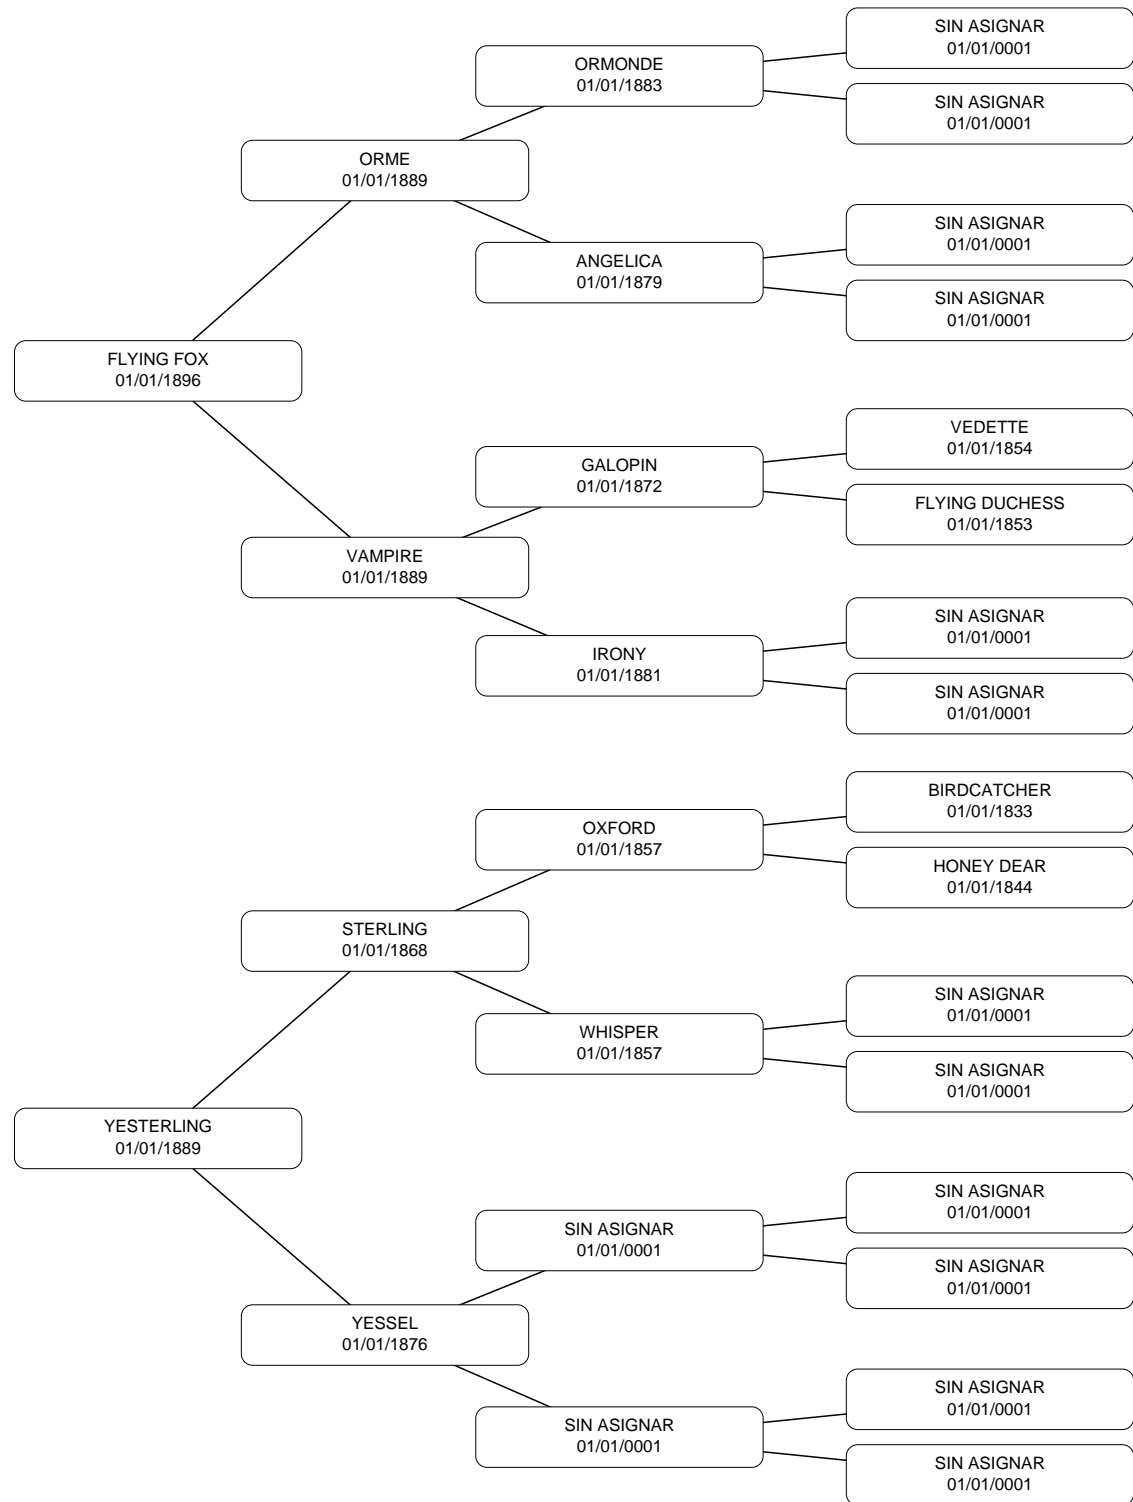 SIN ASIGNAR
01/01/0001
ORMONDE
01/01/1883
SIN ASIGNAR
01/01/0001
ORME
01/01/1889
SIN ASIGNAR
01/01/0001
ANGELICA
01/01/1879
SIN ASIGNAR
01/01/0001
FLYING FOX
01/01/1896
VEDETTE
01/01/1854
GALOPIN
01/01/1872
FLYING DUCHESS
01/01/1853
VAMPIRE
01/01/1889
SIN ASIGNAR
01/01/0001
IRONY
01/01/1881
SIN ASIGNAR
01/01/0001
BIRDCATCHER
01/01/1833
OXFORD
01/01/1857
HONEY DEAR
01/01/1844
STERLING
01/01/1868
SIN ASIGNAR
01/01/0001
WHISPER
01/01/1857
SIN ASIGNAR
01/01/0001
YESTERLING
01/01/1889
SIN ASIGNAR
01/01/0001
SIN ASIGNAR
01/01/0001
SIN ASIGNAR
01/01/0001
YESSEL
01/01/1876
SIN ASIGNAR
01/01/0001
SIN ASIGNAR
01/01/0001
SIN ASIGNAR
01/01/0001